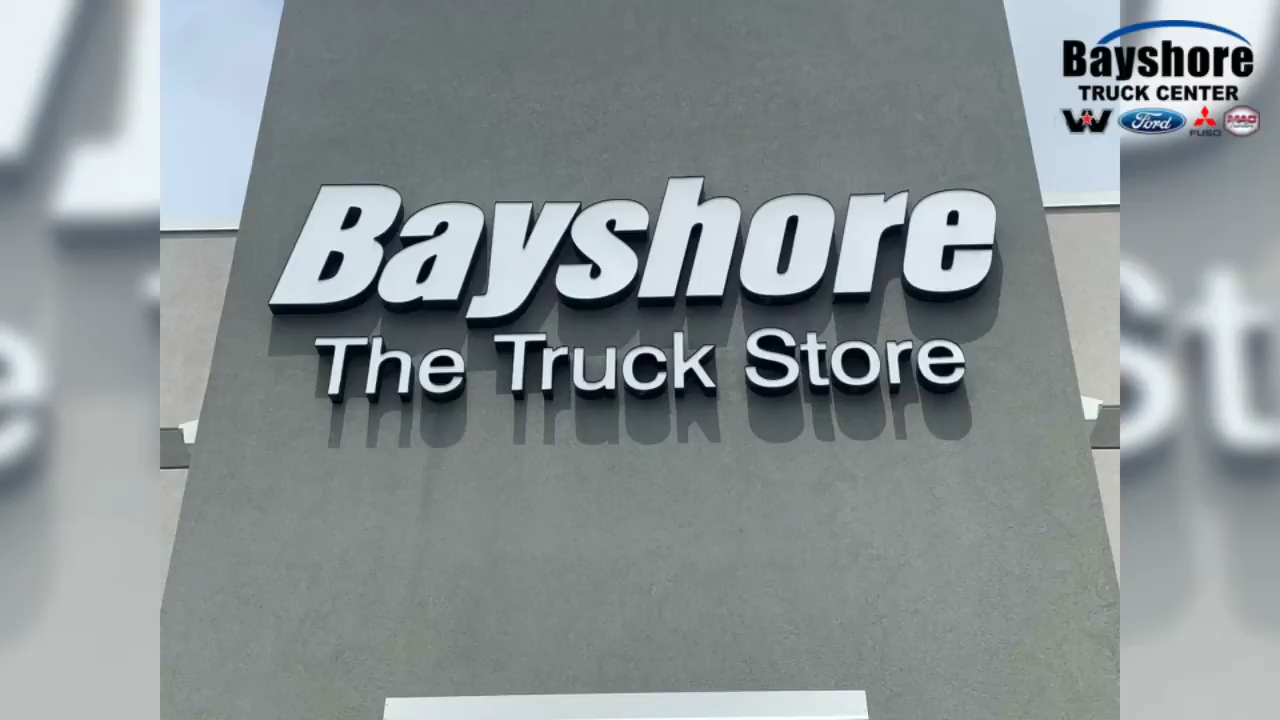 Bayshore
The Truck Store
Bayshore
TRUCK CENTER
Ford
FUSO